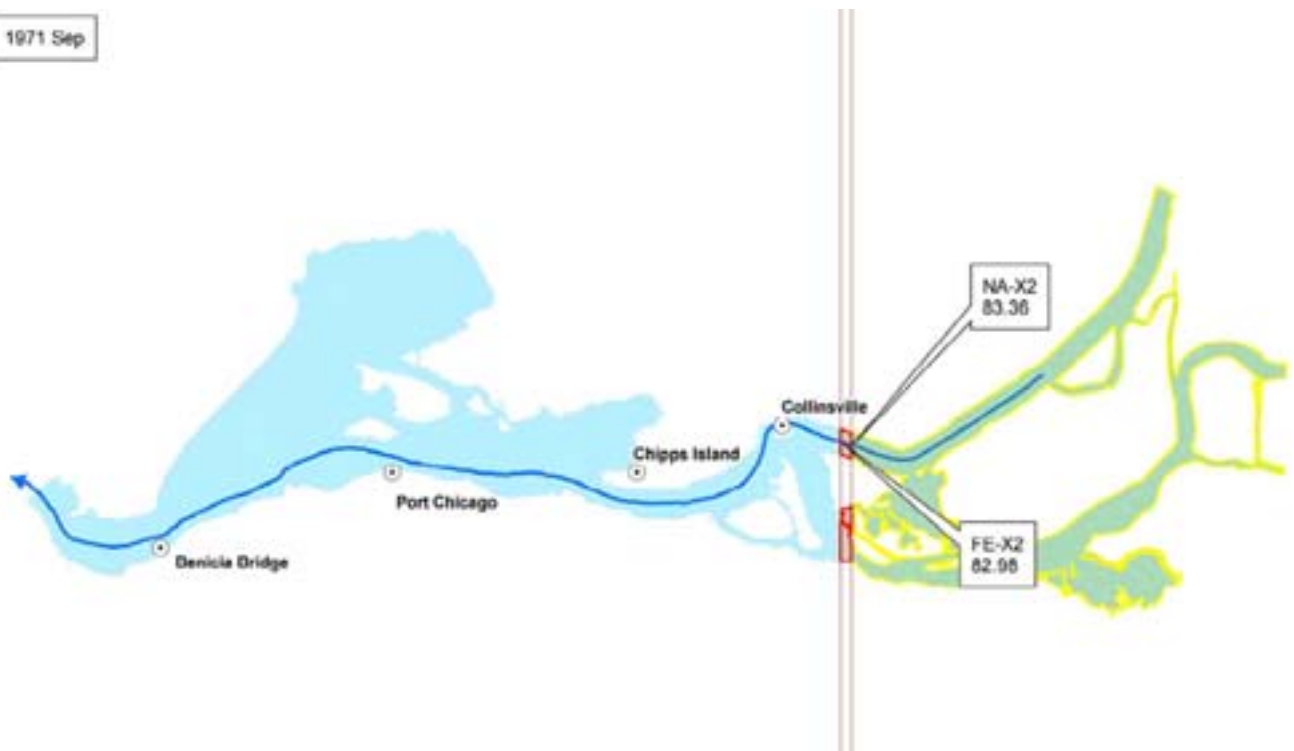 1971 Sep
NA-X2
83.36
Collinsville
Chipps Island
Port Chicago
FE-X2
82.98
Benicia Bridge